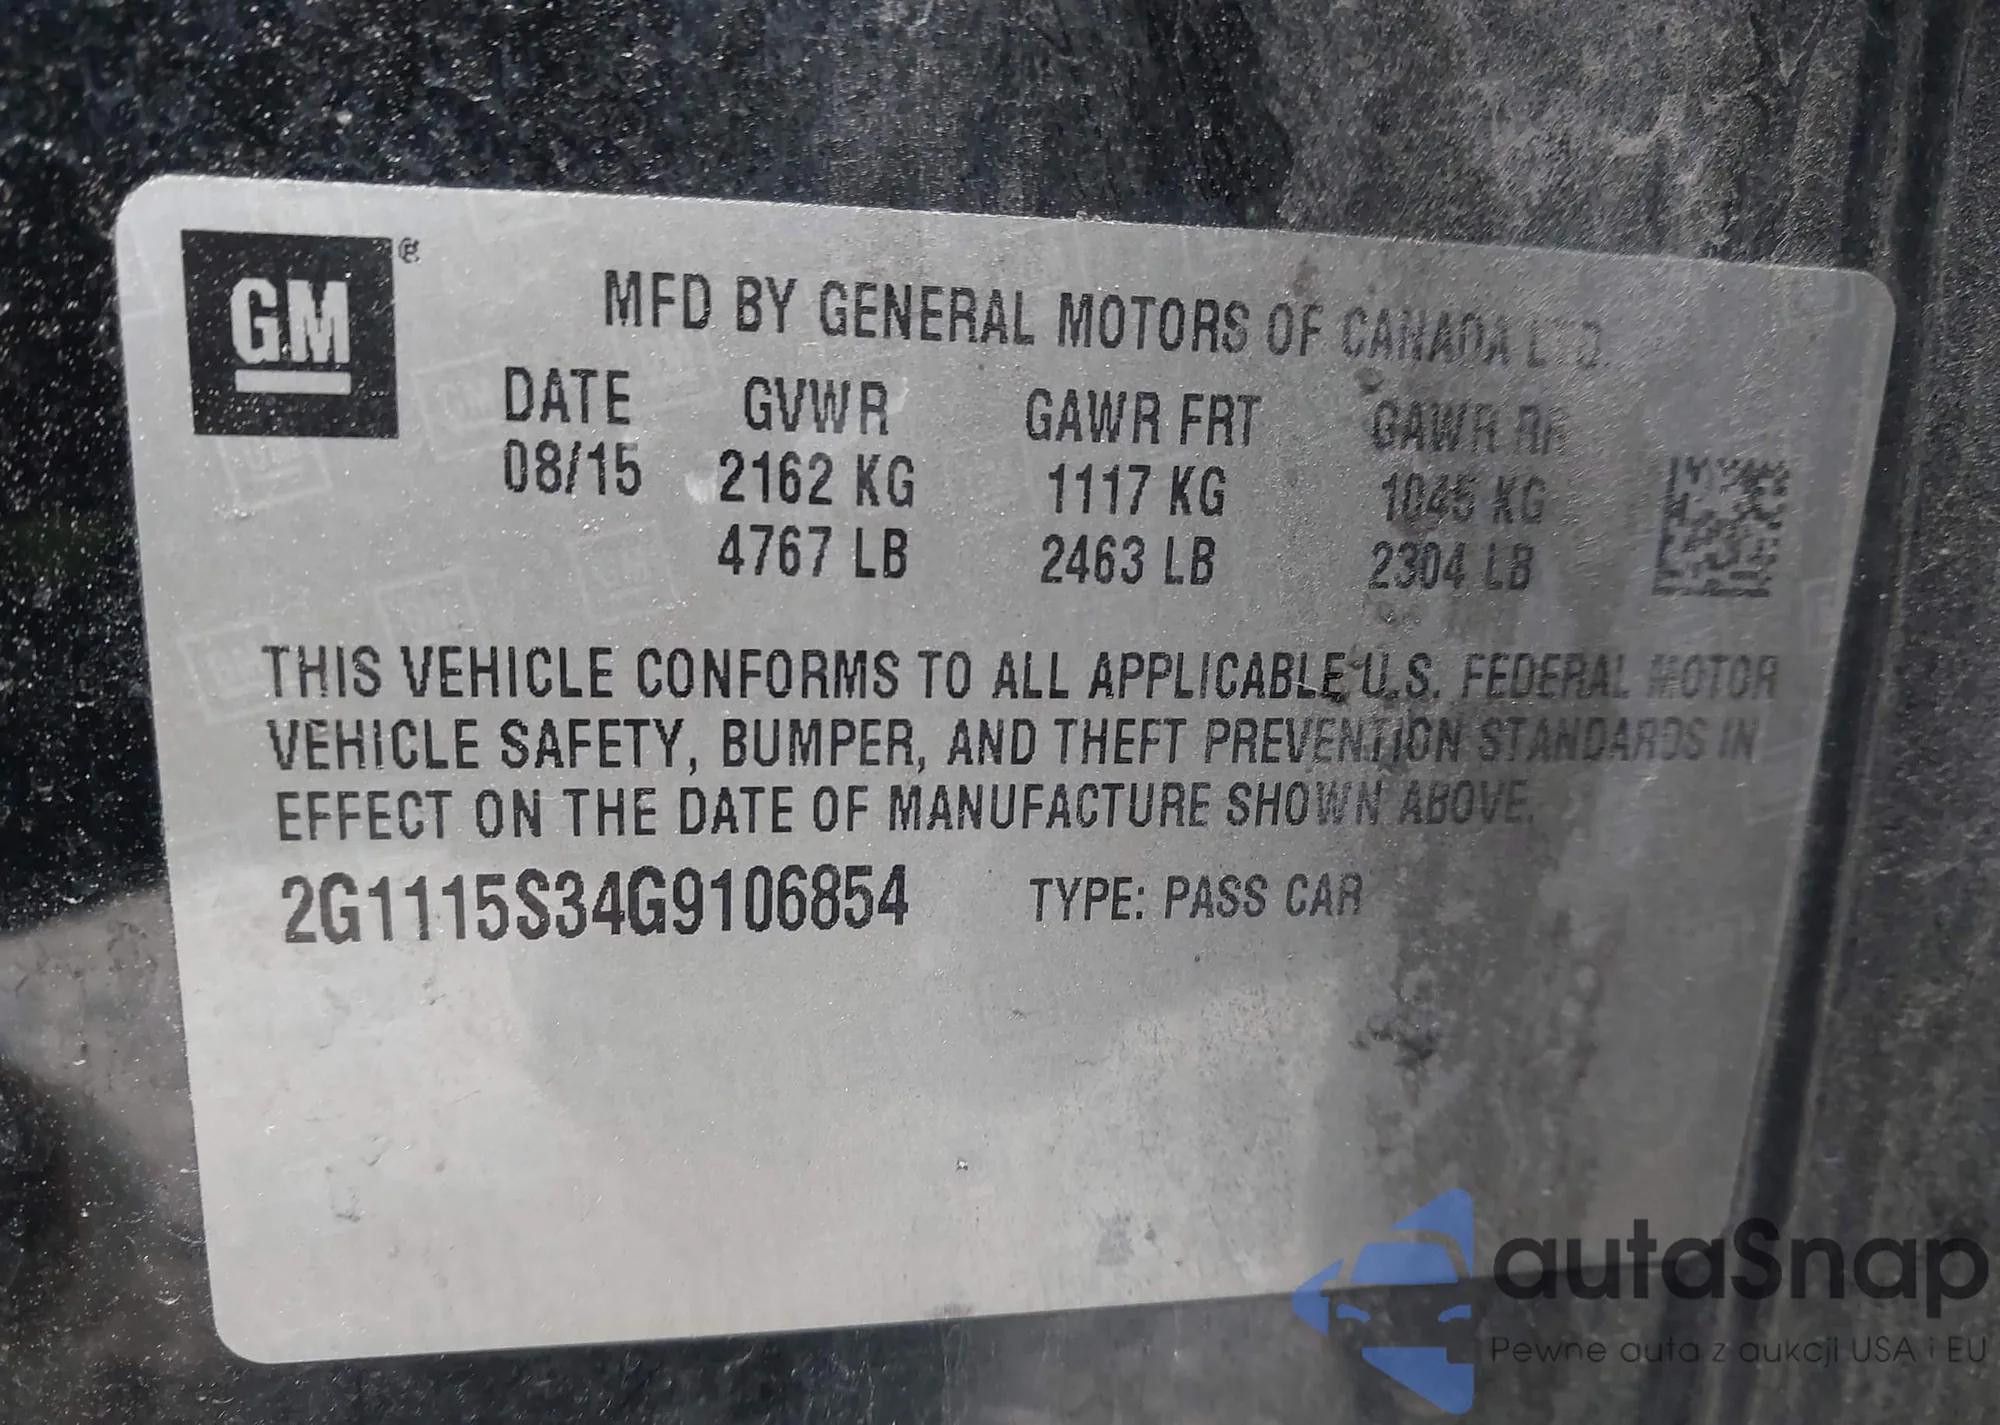 GM ®
MFD BY GENERAL MOTORS OF CANADA LTD.
DATE GVWR GAWR FRT GAWR RR
08/15 2162 KG 1117 KG 1045 KG
4767 LB 2463 LB 2304 LB
THIS VEHICLE CONFORMS TO ALL APPLICABLE U.S. FEDERAL MOTOR
VEHICLE SAFETY, BUMPER, AND THEFT PREVENTION STANDARDS IN
EFFECT ON THE DATE OF MANUFACTURE SHOWN ABOVE.
2G1115S34G9106854 TYPE: PASS CAR
autaSnap
Pewne auta z aukcji USA i EU